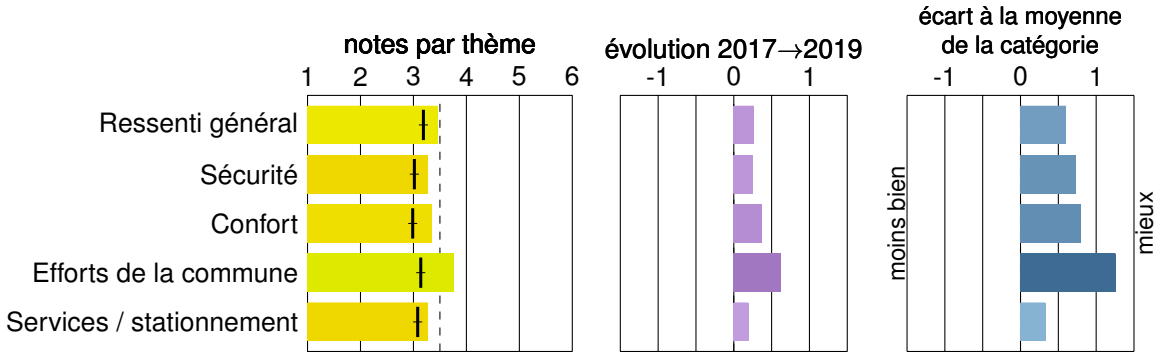 notes par thème
1 2 3 4 5 6
évolution 2017→2019
-1 0 1
écart à la moyenne
de la catégorie
-1 0 1
Ressenti général
Sécurité
Confort
Efforts de la commune
Services / stationnement
moins bien
mieux